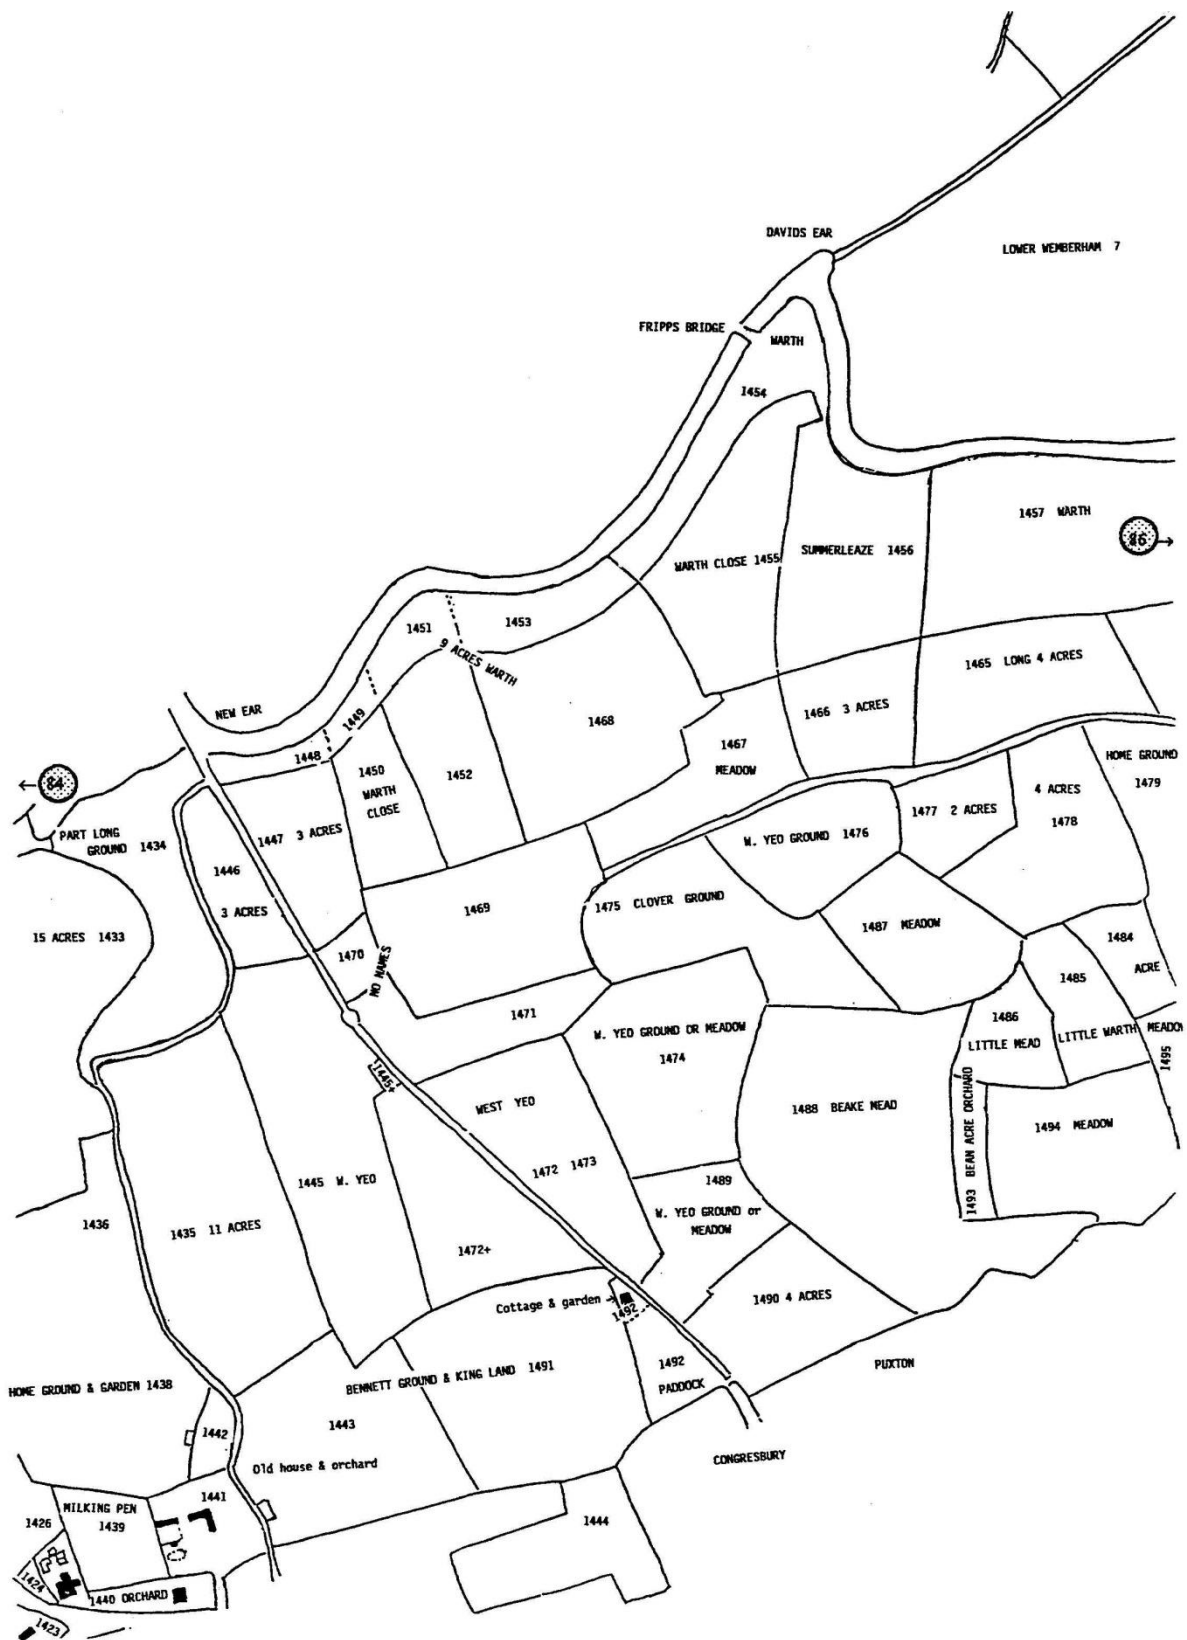 DAVIDS EAR
LOWER WEMBERHAM 7
FRIPPS BRIDGE
WARTH
1454
1457 WARTH
86
WARTH CLOSE 1455
SUMMERLEAZE 1456
1451
1453
9 ACRES WARTH
1465 LONG 4 ACRES
NEW EAR
1449
1468
1466 3 ACRES
1448
1467
MEADOW
1450
WARTH
CLOSE
1452
HOME GROUND
1479
84
4 ACRES
1478
1477 2 ACRES
PART LONG
GROUND 1434
1447 3 ACRES
W. YEO GROUND 1476
1446
3 ACRES
1469
1475 CLOVER GROUND
1487 MEADOW
15 ACRES 1433
1470
NO NAMES
1484
ACRE
1485
1471
1486
LITTLE MEAD
LITTLE WARTH
MEADOW
1495
W. YEO GROUND OR MEADOW
1474
1445+
WEST YEO
1488 BEAKE MEAD
1493 BEAN ACRE ORCHARD
1494 MEADOW
1472 1473
1445 W. YEO
1489
W. YEO GROUND or
MEADOW
1436
1435 11 ACRES
1472+
Cottage & garden →
1492
1490 4 ACRES
HOME GROUND & GARDEN 1438
BENNETT GROUND & KING LAND 1491
1492
PADDOCK
PUXTON
1442
1443
CONGRESBURY
Old house & orchard
1441
MILKING PEN
1439
1426
1444
1424
1440 ORCHARD
1423